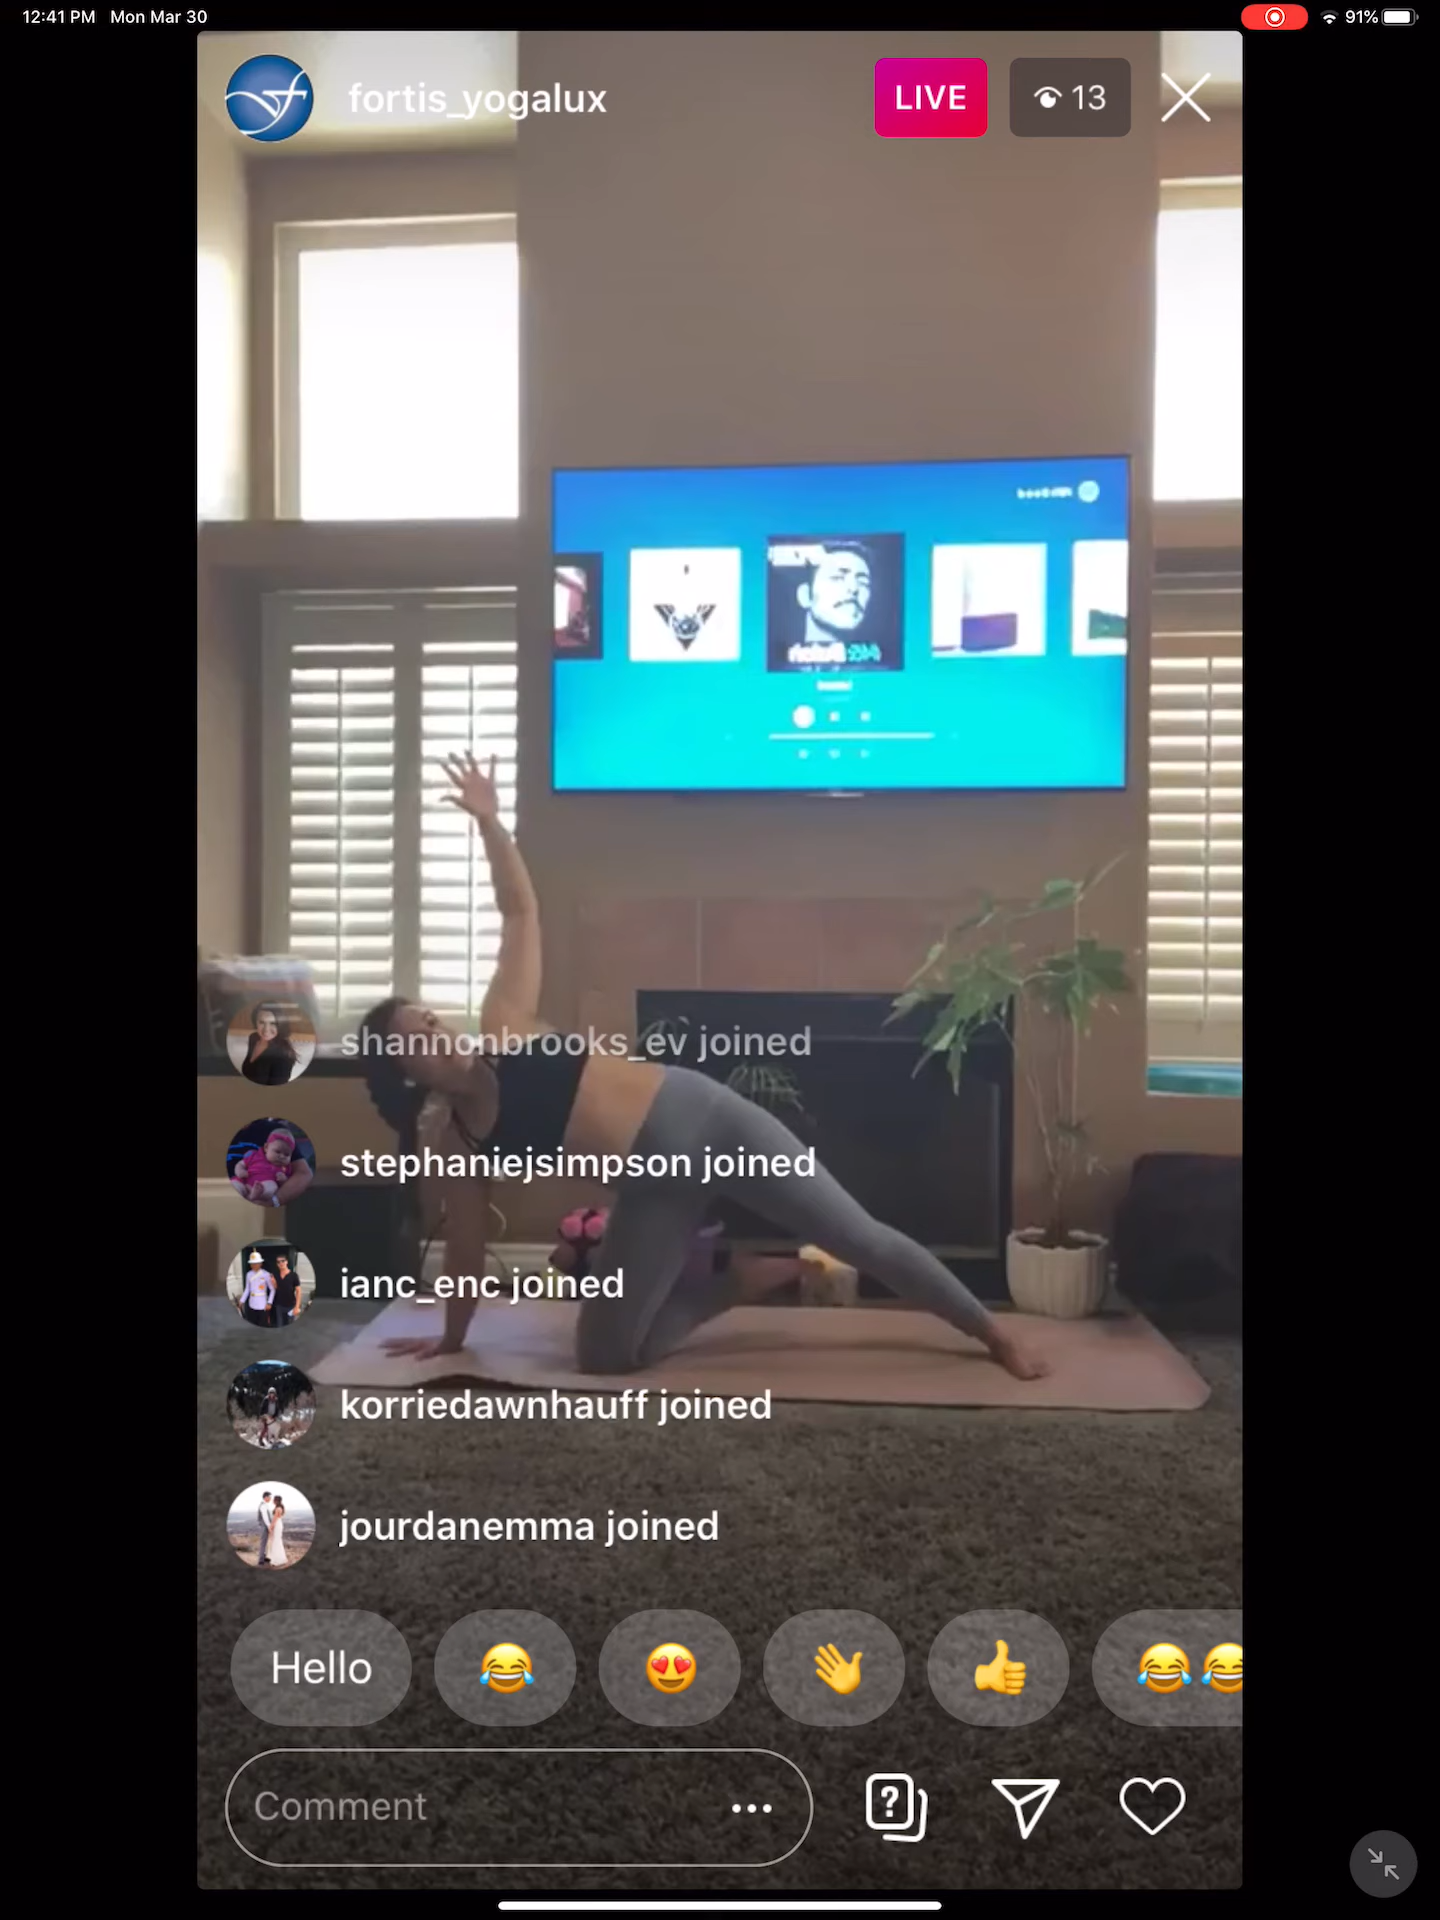 12:41 PM Mon Mar 30
91%
fortis_yogalux
LIVE
13
shannonbrooks_ev joined
stephaniejsimpson joined
ianc_enc joined
korriedawnhauff joined
jourdanemma joined
Hello 😂 😍 👋 👍 😂😂
Comment